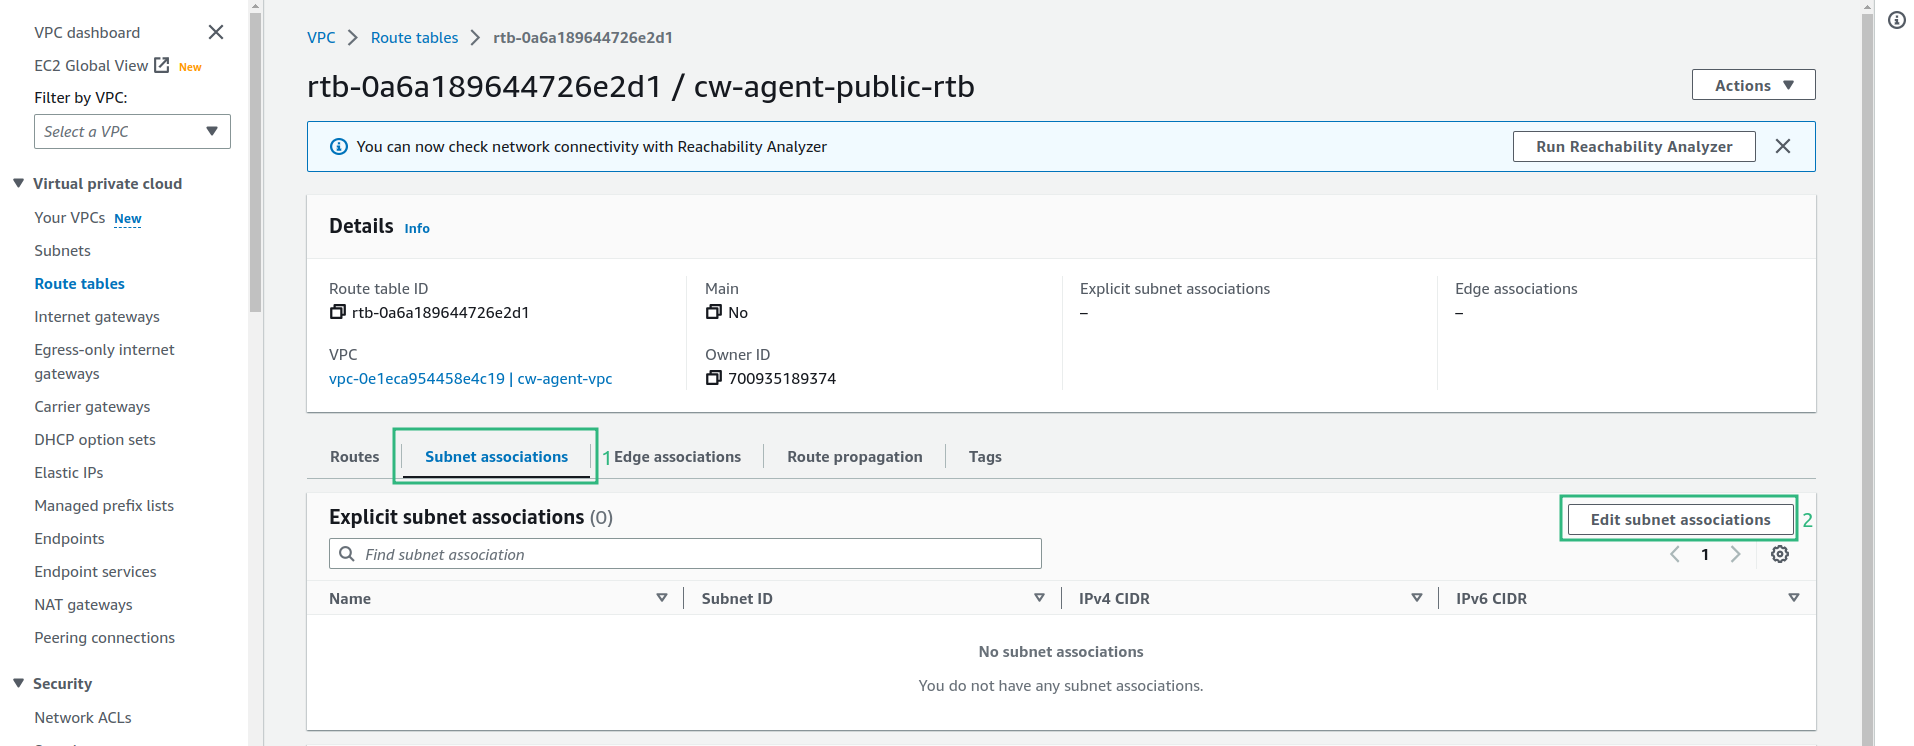 VPC dashboard
EC2 Global View New
Filter by VPC:
Select a VPC
Virtual private cloud
Your VPCs New
Subnets
Route tables
Internet gateways
Egress-only internet
gateways
Carrier gateways
DHCP option sets
Elastic IPs
Managed prefix lists
Endpoints
Endpoint services
NAT gateways
Peering connections
Security
Network ACLs
VPC > Route tables > rtb-0a6a189644726e2d1
rtb-0a6a189644726e2d1 / cw-agent-public-rtb
Actions
You can now check network connectivity with Reachability Analyzer
Run Reachability Analyzer
Details Info
Route table ID
rtb-0a6a189644726e2d1
Main
No
Explicit subnet associations
–
Edge associations
–
VPC
vpc-0e1eca954458e4c19 | cw-agent-vpc
Owner ID
700935189374
Routes
Subnet associations
1
Edge associations
Route propagation
Tags
Explicit subnet associations (0)
Edit subnet associations
2
Find subnet association
1
Name
Subnet ID
IPv4 CIDR
IPv6 CIDR
No subnet associations
You do not have any subnet associations.